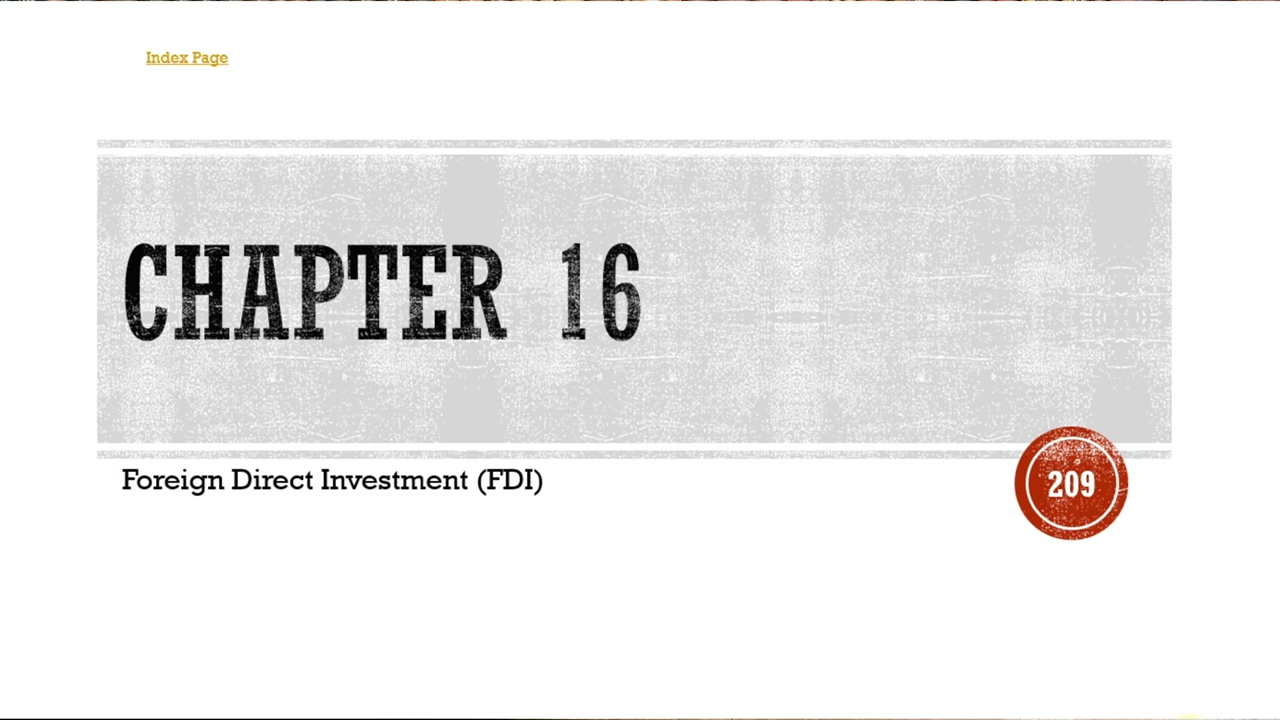 Index Page
CHAPTER 16
Foreign Direct Investment (FDI)
209